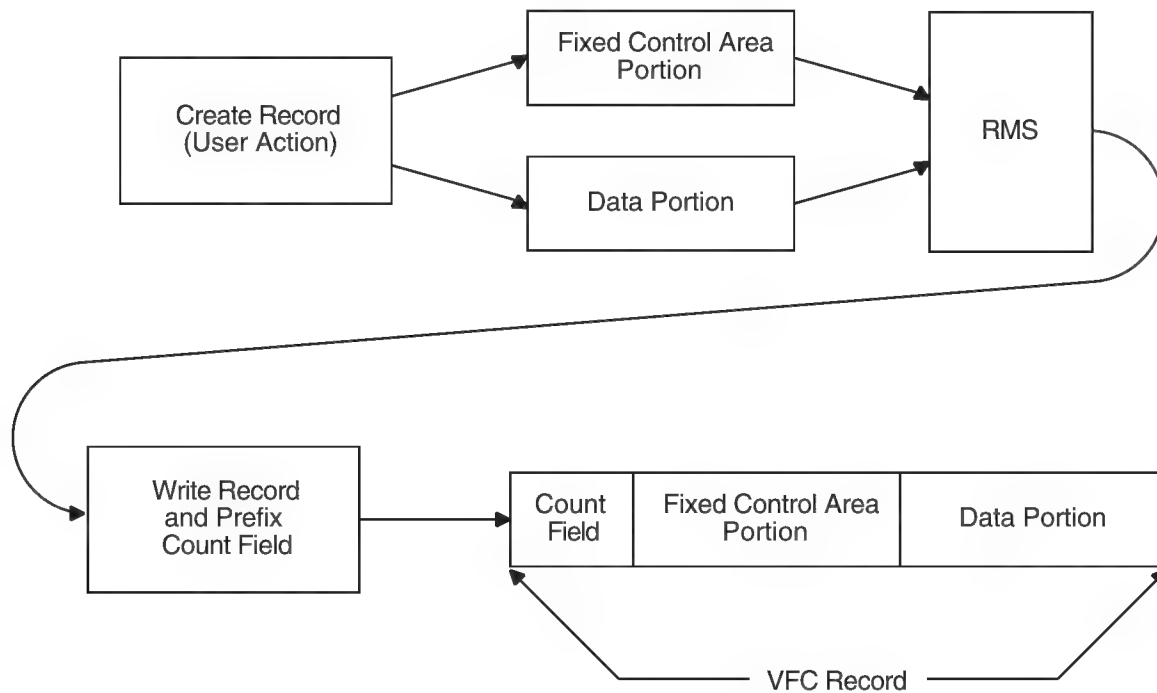 Fixed Control Area
Portion
Create Record
(User Action)
RMS
Data Portion
Write Record
and Prefix
Count Field
Count
Field
Fixed Control Area
Portion
Data Portion
VFC Record